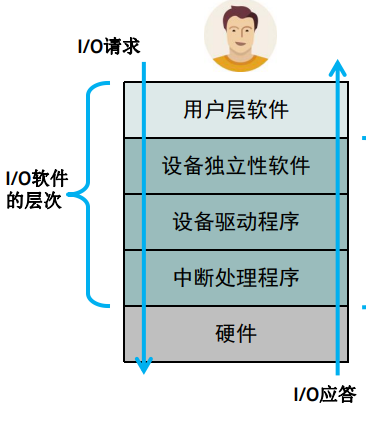 I/O请求
用户层软件
I/O软件
的层次
设备独立性软件
设备驱动程序
中断处理程序
硬件
I/O应答